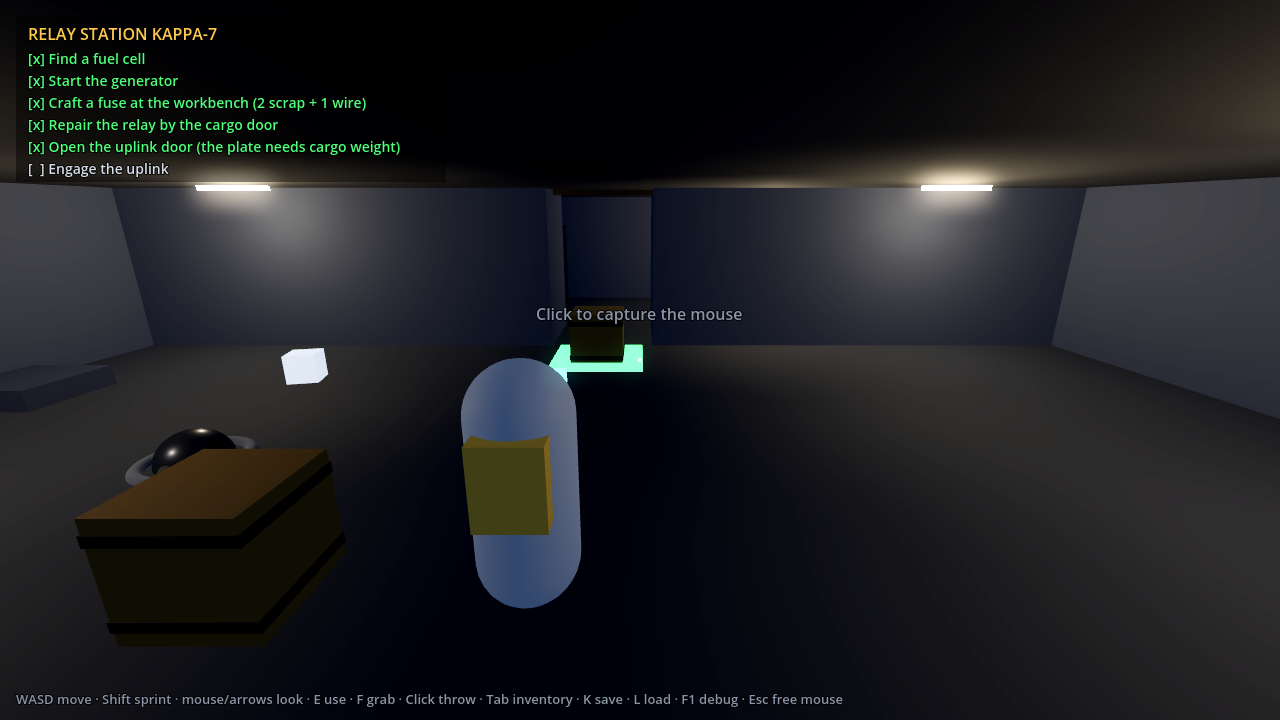 RELAY STATION KAPPA-7
[x] Find a fuel cell
[x] Start the generator
[x] Craft a fuse at the workbench (2 scrap + 1 wire)
[x] Repair the relay by the cargo door
[x] Open the uplink door (the plate needs cargo weight)
[ ] Engage the uplink
Click to capture the mouse
WASD move · Shift sprint · mouse/arrows look · E use · F grab · Click throw · Tab inventory · K save · L load · F1 debug · Esc free mouse